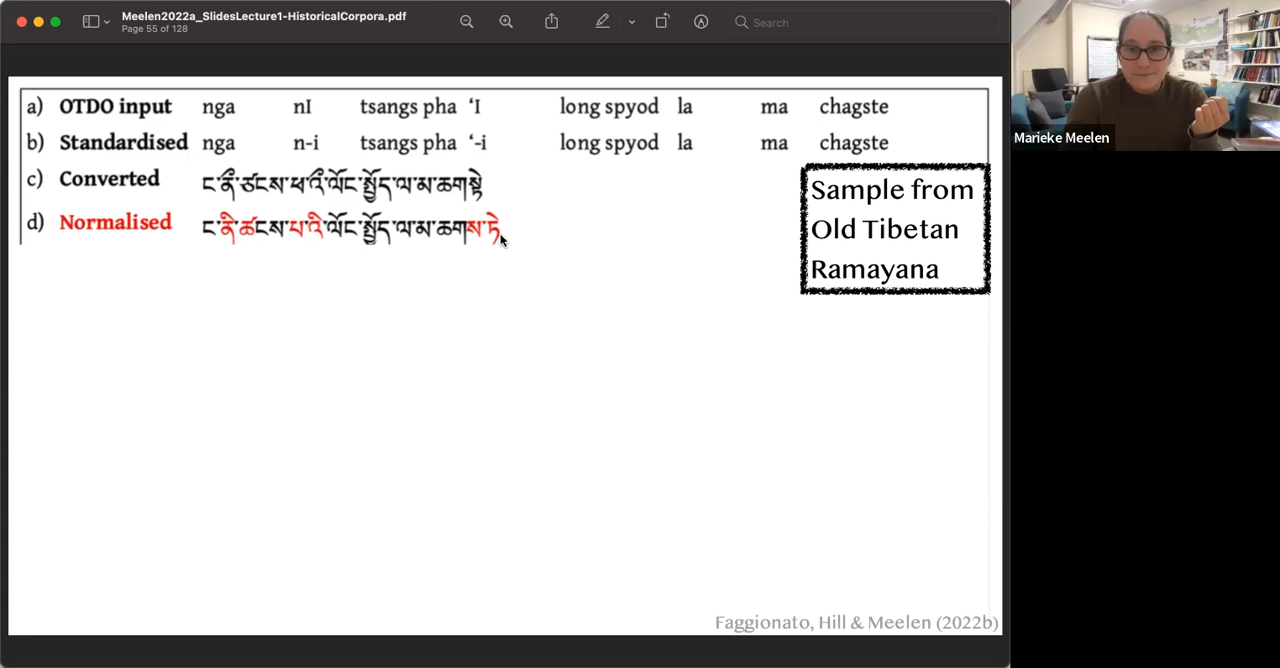 Meelen2022a_SlidesLecture1-HistoricalCorpora.pdf
Page 55 of 128
Search
a) OTDO input nga nI tsangs pha ‘I long spyod la ma chagste
b) Standardised nga n-i tsangs pha ‘-i long spyod la ma chagste
c) Converted ང་ནྀ་ཙངས་ཕ་འྀ་ལོང་སྤྱོད་ལ་མ་ཆགསྟེ
d) Normalised ང་ནི་ཚངས་པ་འི་ལོང་སྤྱོད་ལ་མ་ཆགས་ཏེ
Sample from
Old Tibetan
Ramayana
Faggionato, Hill & Meelen (2022b)
Marieke Meelen